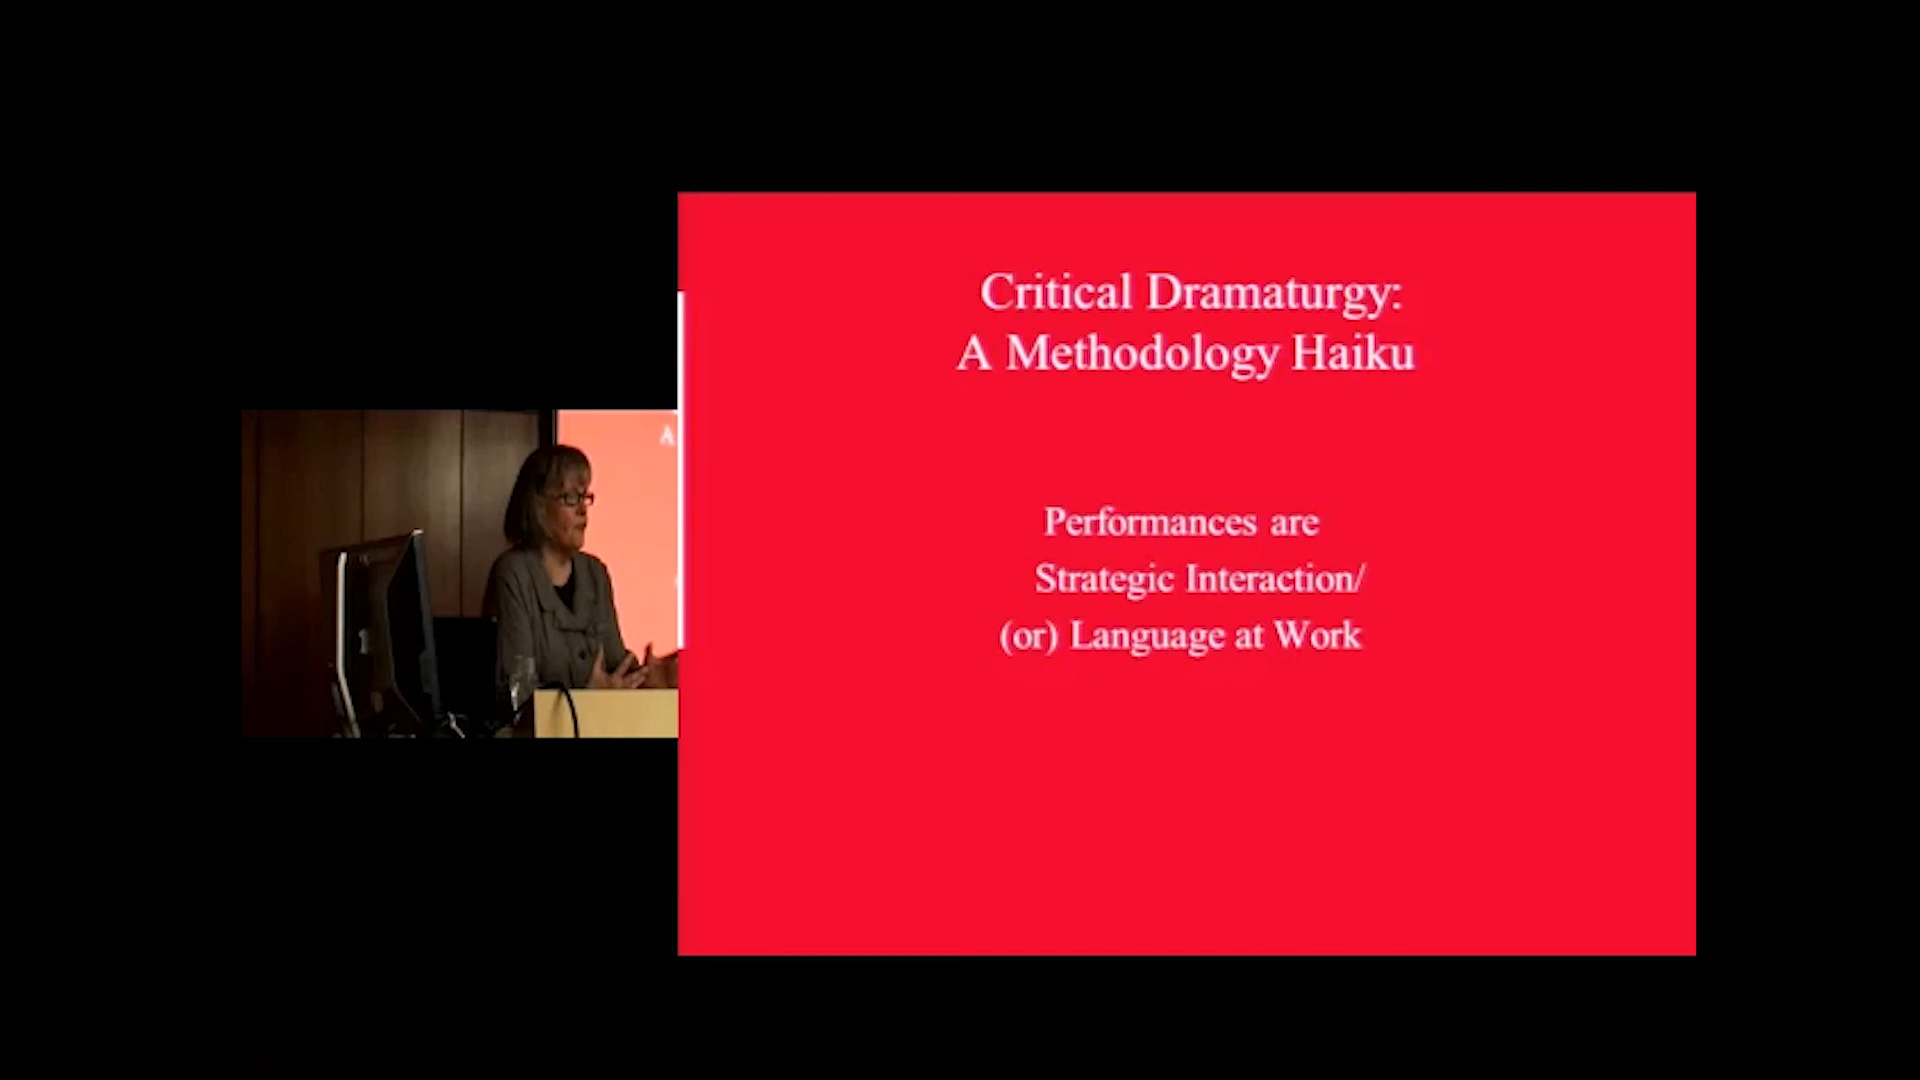 Critical Dramaturgy:
A Methodology Haiku
Performances are
Strategic Interaction/
(or) Language at Work
A